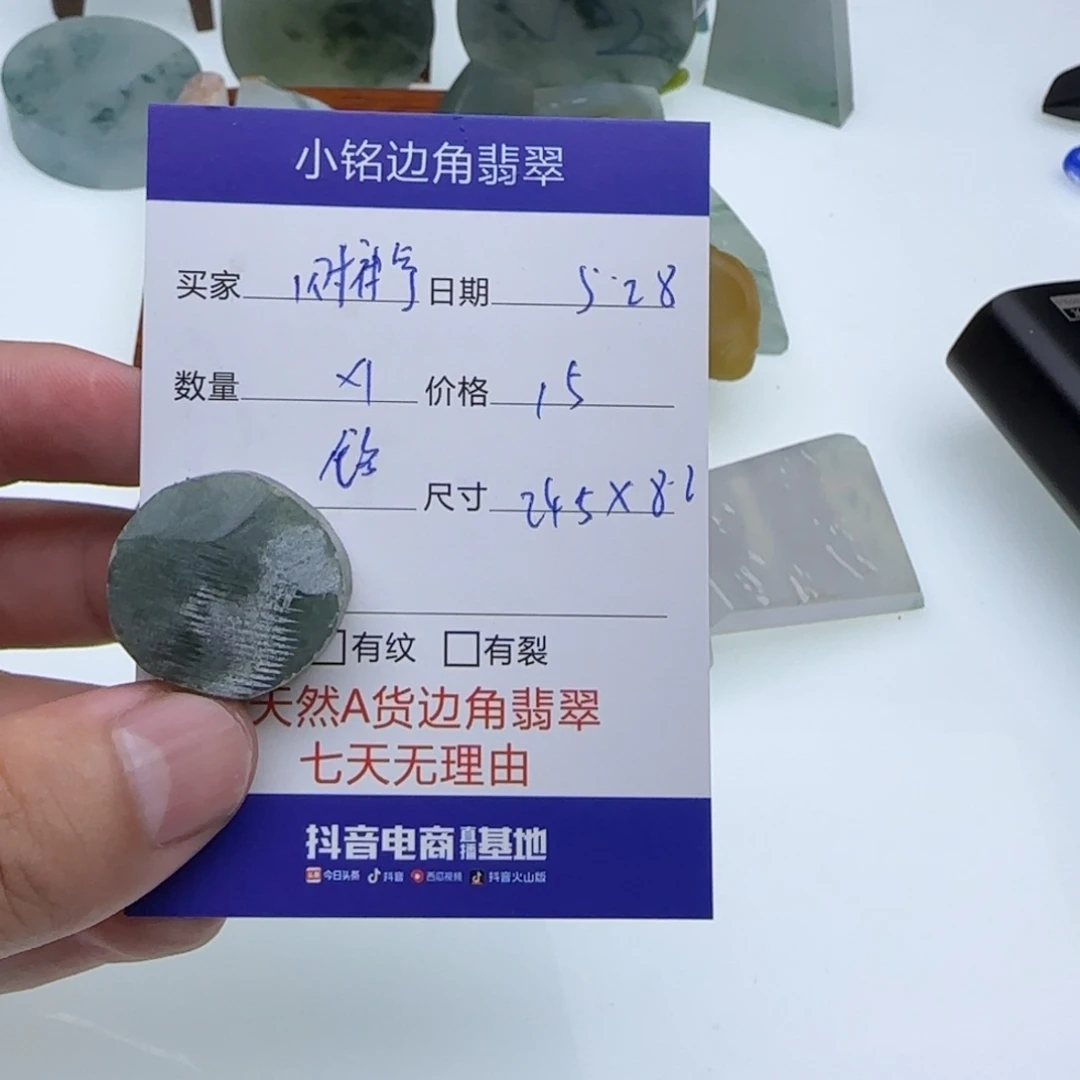 小铭边角翡翠
买家 日期 5.28
数量 x1 价格 15
尺寸 24.5X8.1
有纹 有裂
天然A货边角翡翠
七天无理由
抖音电商直播基地
今日头条 抖音 西瓜视频 抖音火山版